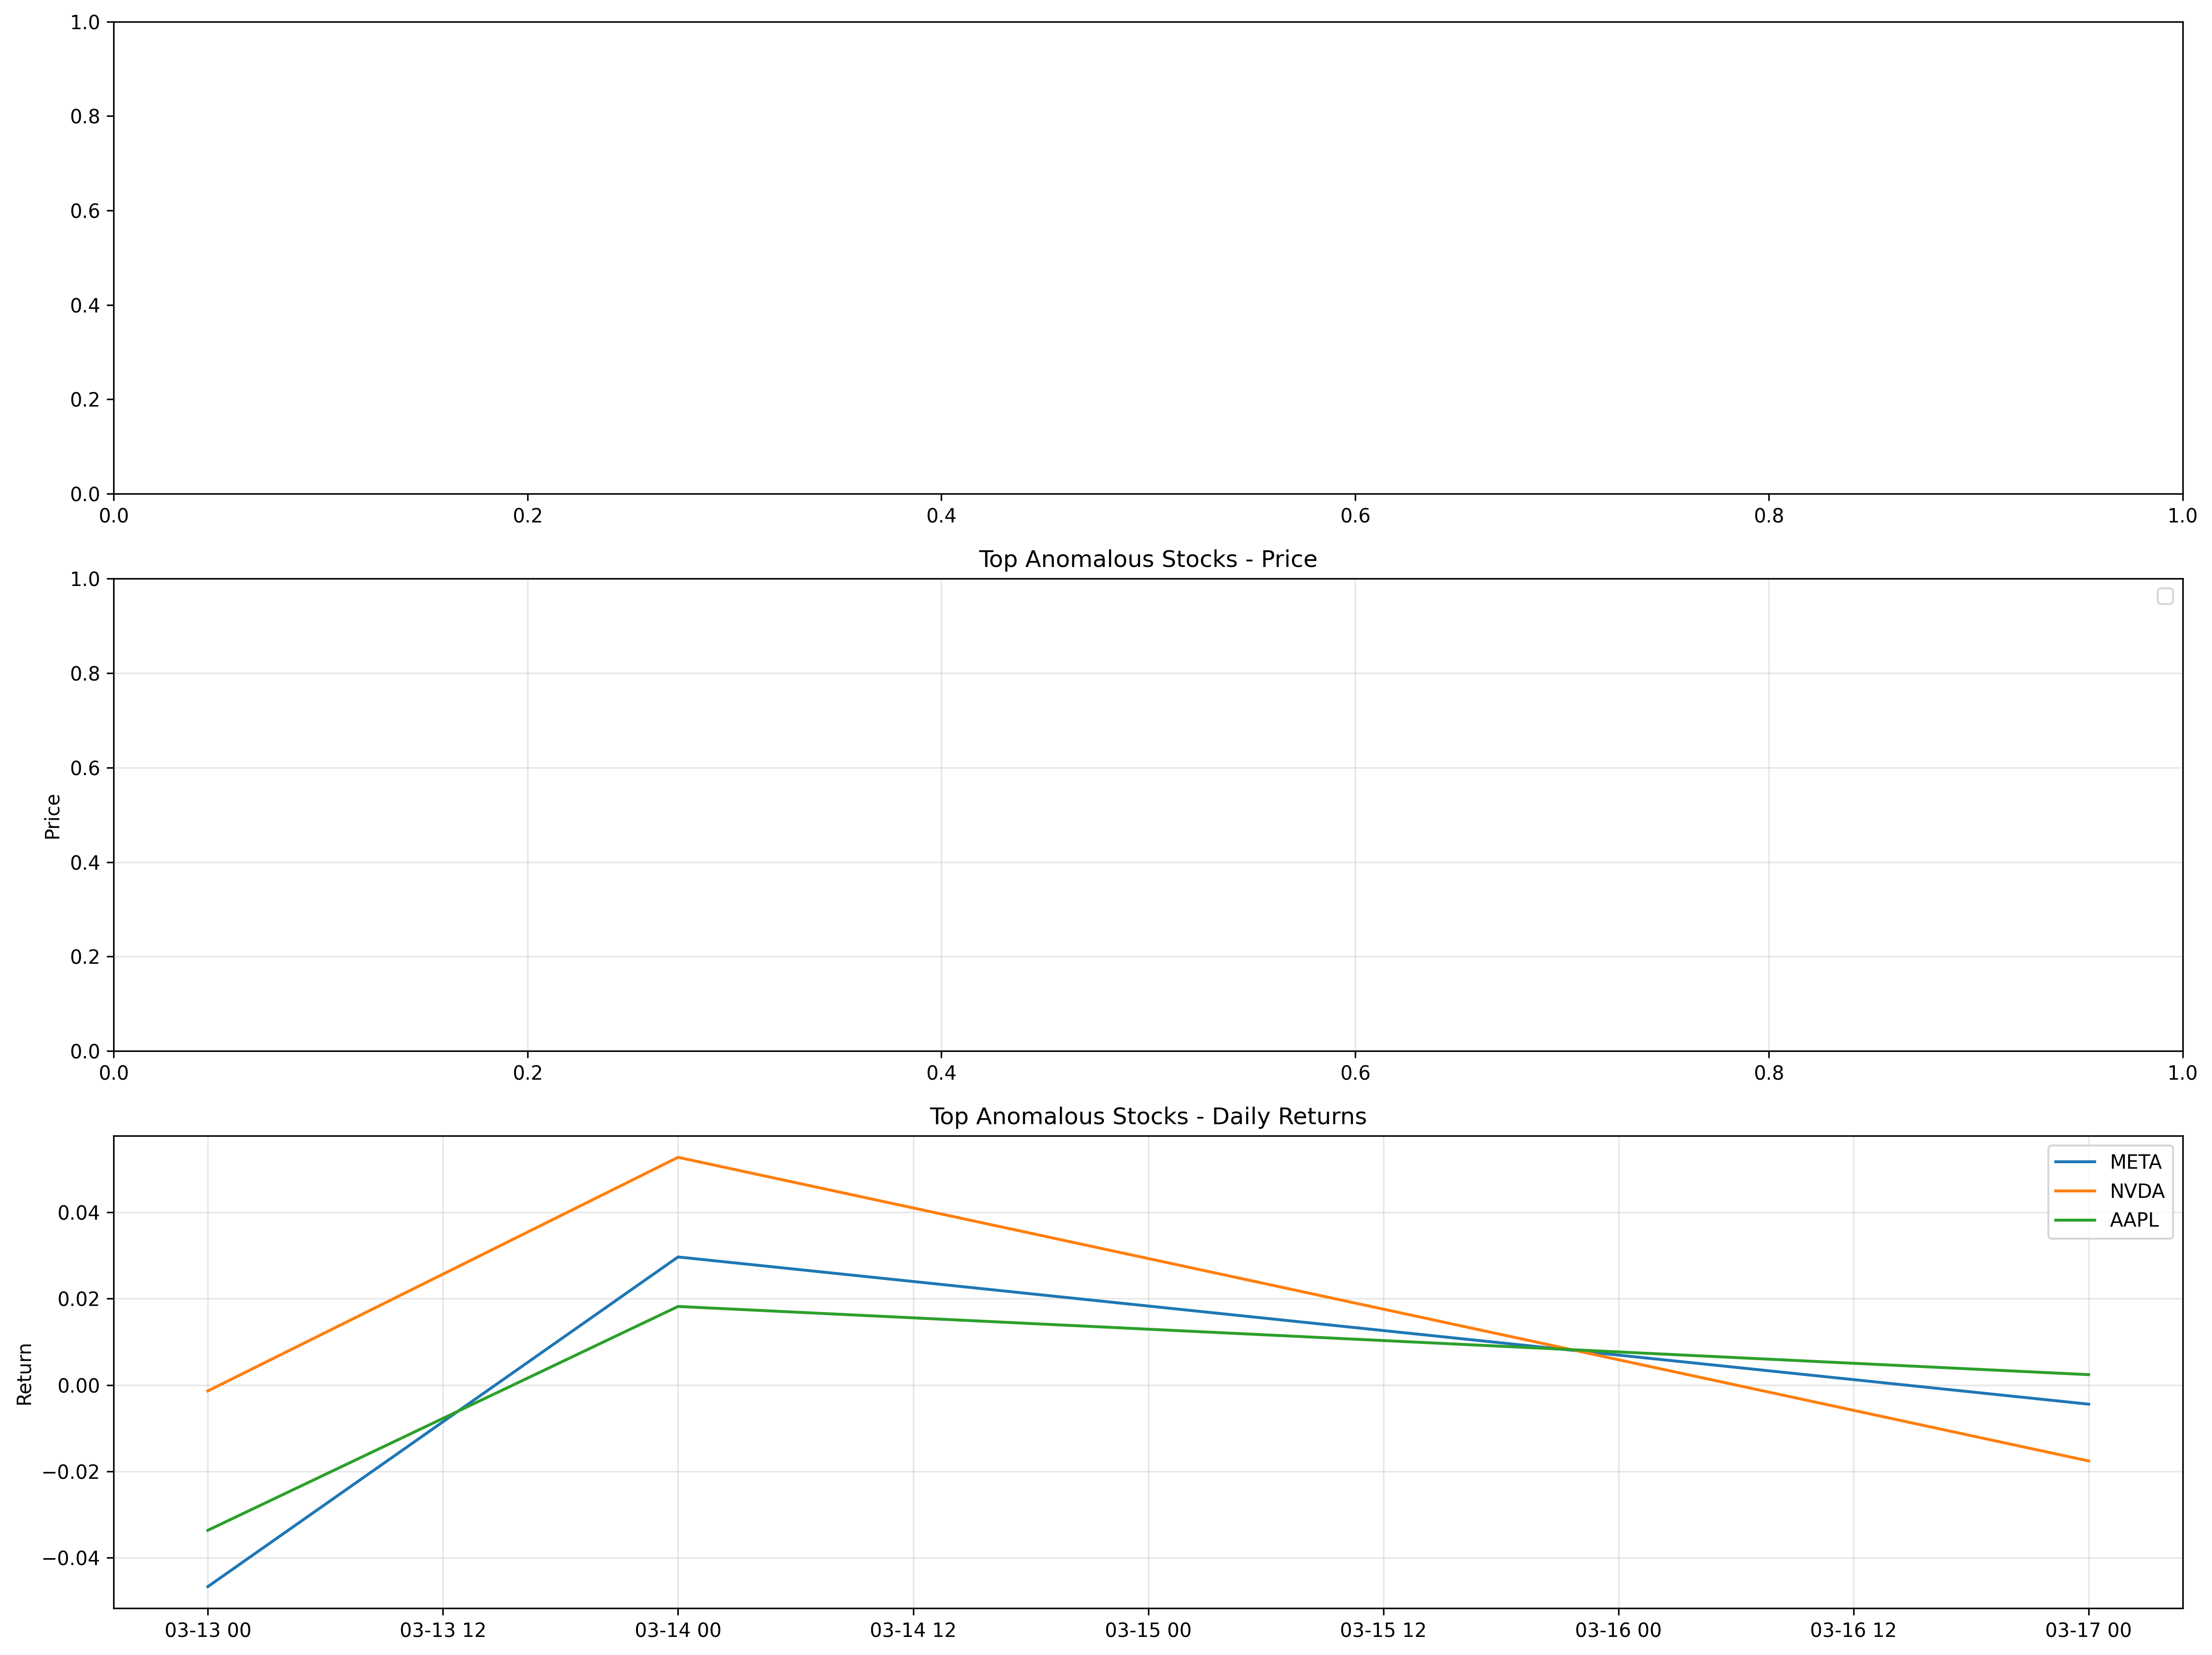 1.0
0.8
0.6
0.4
0.2
0.0
0.0 0.2 0.4 0.6 0.8 1.0
Top Anomalous Stocks - Price
1.0
0.8
0.6
0.4
0.2
0.0
Price
0.0 0.2 0.4 0.6 0.8 1.0
Top Anomalous Stocks - Daily Returns
META
NVDA
AAPL
0.04
0.02
0.00
−0.02
−0.04
Return
03-13 00 03-13 12 03-14 00 03-14 12 03-15 00 03-15 12 03-16 00 03-16 12 03-17 00